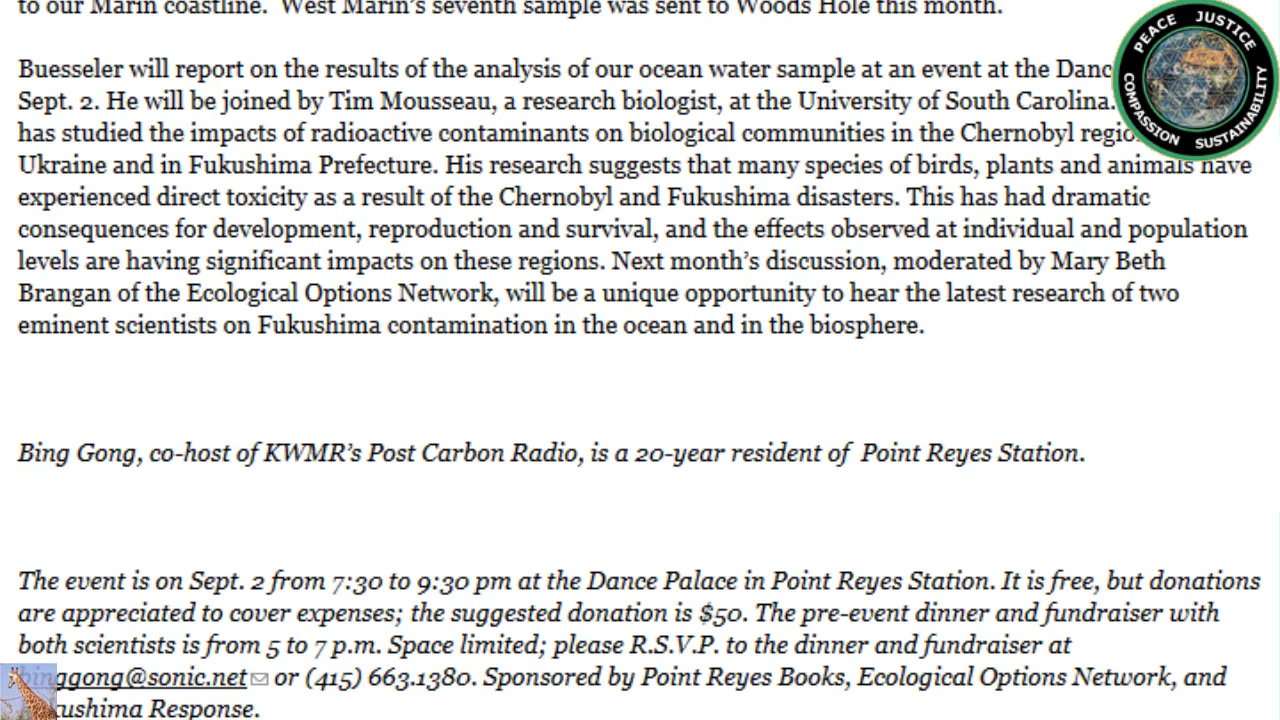 to our Marin coastline.  West Marin's seventh sample was sent to Woods Hole this month.
Buesseler will report on the results of the analysis of our ocean water sample at an event at the
Sept. 2. He will be joined by Tim Mousseau, a research biologist, at the University of South Carolina.
has studied the impacts of radioactive contaminants on biological communities in the Chernobyl
Ukraine and in Fukushima Prefecture. His research suggests that many species of birds, plants and animals have
experienced direct toxicity as a result of the Chernobyl and Fukushima disasters. This has had dramatic
consequences for development, reproduction and survival, and the effects observed at individual and population
levels are having significant impacts on these regions. Next month's discussion, moderated by Mary Beth
Brangan of the Ecological Options Network, will be a unique opportunity to hear the latest research of two
eminent scientists on Fukushima contamination in the ocean and in the biosphere.
Bing Gong, co-host of KWMR's Post Carbon Radio, is a 20-year resident of  Point Reyes Station.
The event is on Sept. 2 from 7:30 to 9:30 pm at the Dance Palace in Point Reyes Station. It is free, but donations
are appreciated to cover expenses; the suggested donation is $50. The pre-event dinner and fundraiser with
both scientists is from 5 to 7 p.m. Space limited; please R.S.V.P. to the dinner and fundraiser at
binggong@sonic.net or (415) 663.1380. Sponsored by Point Reyes Books, Ecological Options Network, and
Response.
PEACE JUSTICE
COMPASSION SUSTAINABILITY